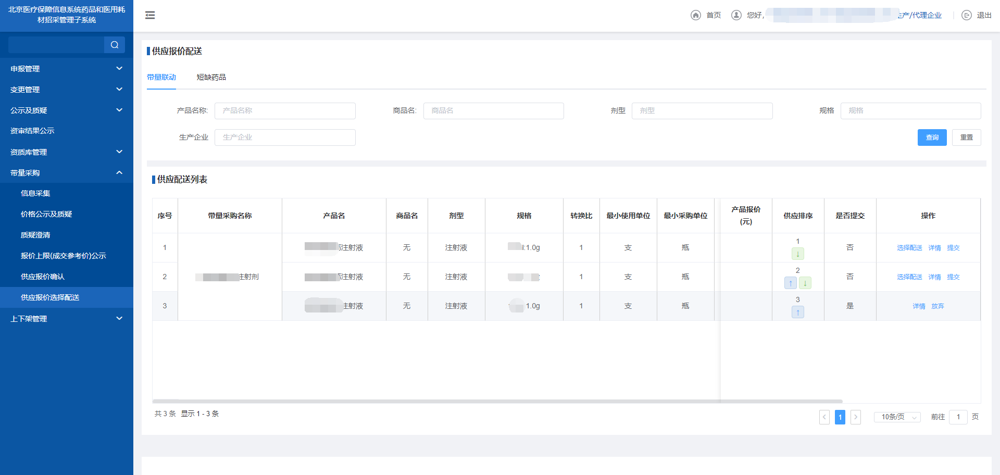 北京医疗保障信息系统药品和医用耗
材招采管理子系统
首页
您好,
产/代理企业
退出
申报管理
变更管理
公示及质疑
资审结果公示
资质库管理
带量采购
信息采集
价格公示及质疑
质疑澄清
报价上限(成交参考价)公示
供应报价确认
供应报价选择配送
上下架管理
供应报价配送
带量联动 短缺药品
产品名称: 产品名称 商品名: 商品名 剂型 剂型 规格 规格
生产企业 生产企业 查询 重置
供应配送列表
序号 带量采购名称 产品名 商品名 剂型 规格 转换比 最小使用单位 最小采购单位 产品报价 供应排序 是否提交 操作
(元)
1 注射液 无 注射液 :1.0g 1 支 瓶 1 ↓ 否 选择配送 详情 提交
2 注射剂 注射液 无 注射液 1 支 瓶 2 ↑ ↓ 否 选择配送 详情 提交
3 注射液 无 注射液 1.0g 1 支 瓶 3 ↑ 是 详情 放弃
共 3 条 显示 1 - 3 条
1 10条/页 前往 1 页